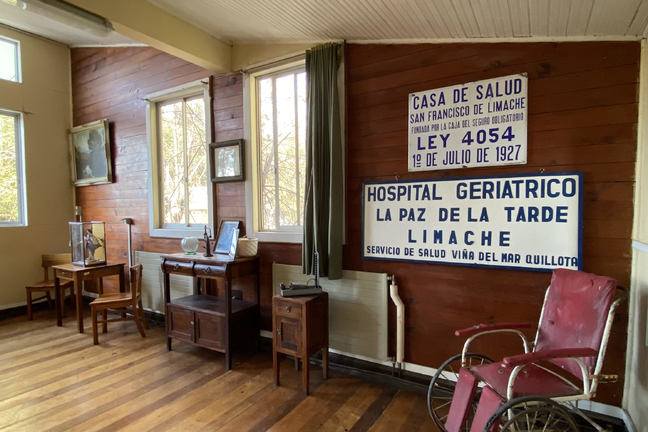 CASA DE SALUD
SAN FRANCISCO DE LIMACHE
FUNDADA POR LA CAJA DEL SEGURO OBLIGATORIO
LEY 4054
1º DE JULIO DE 1927
HOSPITAL GERIATRICO
LA PAZ DE LA TARDE
LIMACHE
SERVICIO DE SALUD VIÑA DEL MAR QUILLOTA